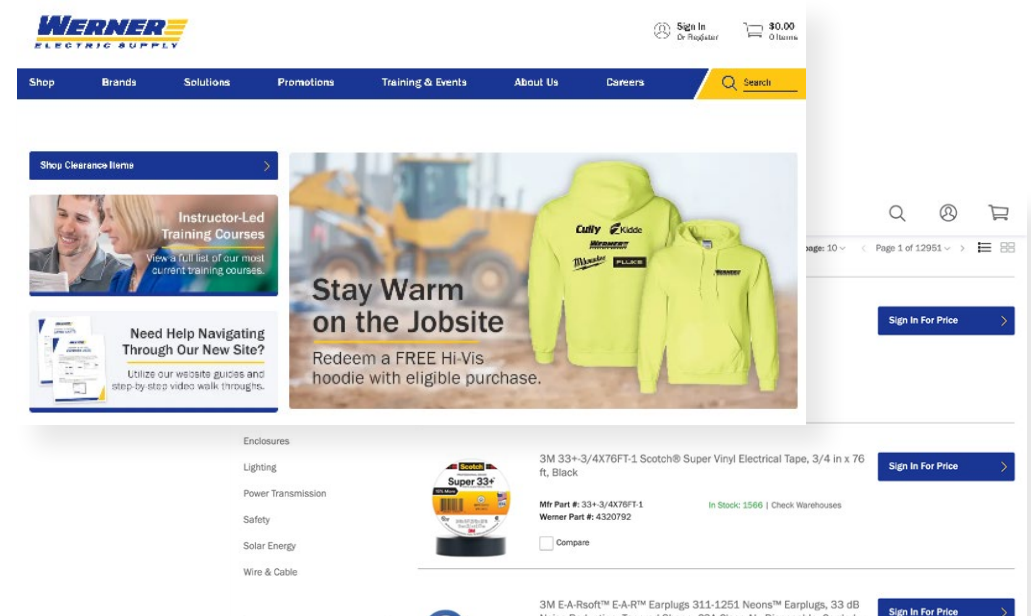 WERNER
ELECTRIC SUPPLY
Sign In
Or Register
$0.00
0 Items
Shop
Brands
Solutions
Promotions
Training & Events
About Us
Careers
Search
Shop Clearance Items
Instructor-Led
Training Courses
View a full list of our most
current training courses.
Need Help Navigating
Through Our New Site?
Utilize our website guides and
step-by-step video walk throughs.
Stay Warm
on the Jobsite
Redeem a FREE Hi-Vis
hoodie with eligible purchase.
Cully
Kidde
WERNER
Milwaukee
FLUKE
WERNER
page: 10
Page 1 of 12951
Sign In For Price
Enclosures
Lighting
Power Transmission
Safety
Solar Energy
Wire & Cable
Scotch
Super 33+
3M
3M 33+-3/4X76FT-1 Scotch® Super Vinyl Electrical Tape, 3/4 in x 76
ft, Black
Mfr Part #: 33+-3/4X76FT-1
Werner Part #: 4320792
In Stock: 1566 | Check Warehouses
Compare
Sign In For Price
3M E-A-Rsoft™ E-A-R™ Earplugs 311-1251 Neons™ Earplugs, 33 dB
Sign In For Price